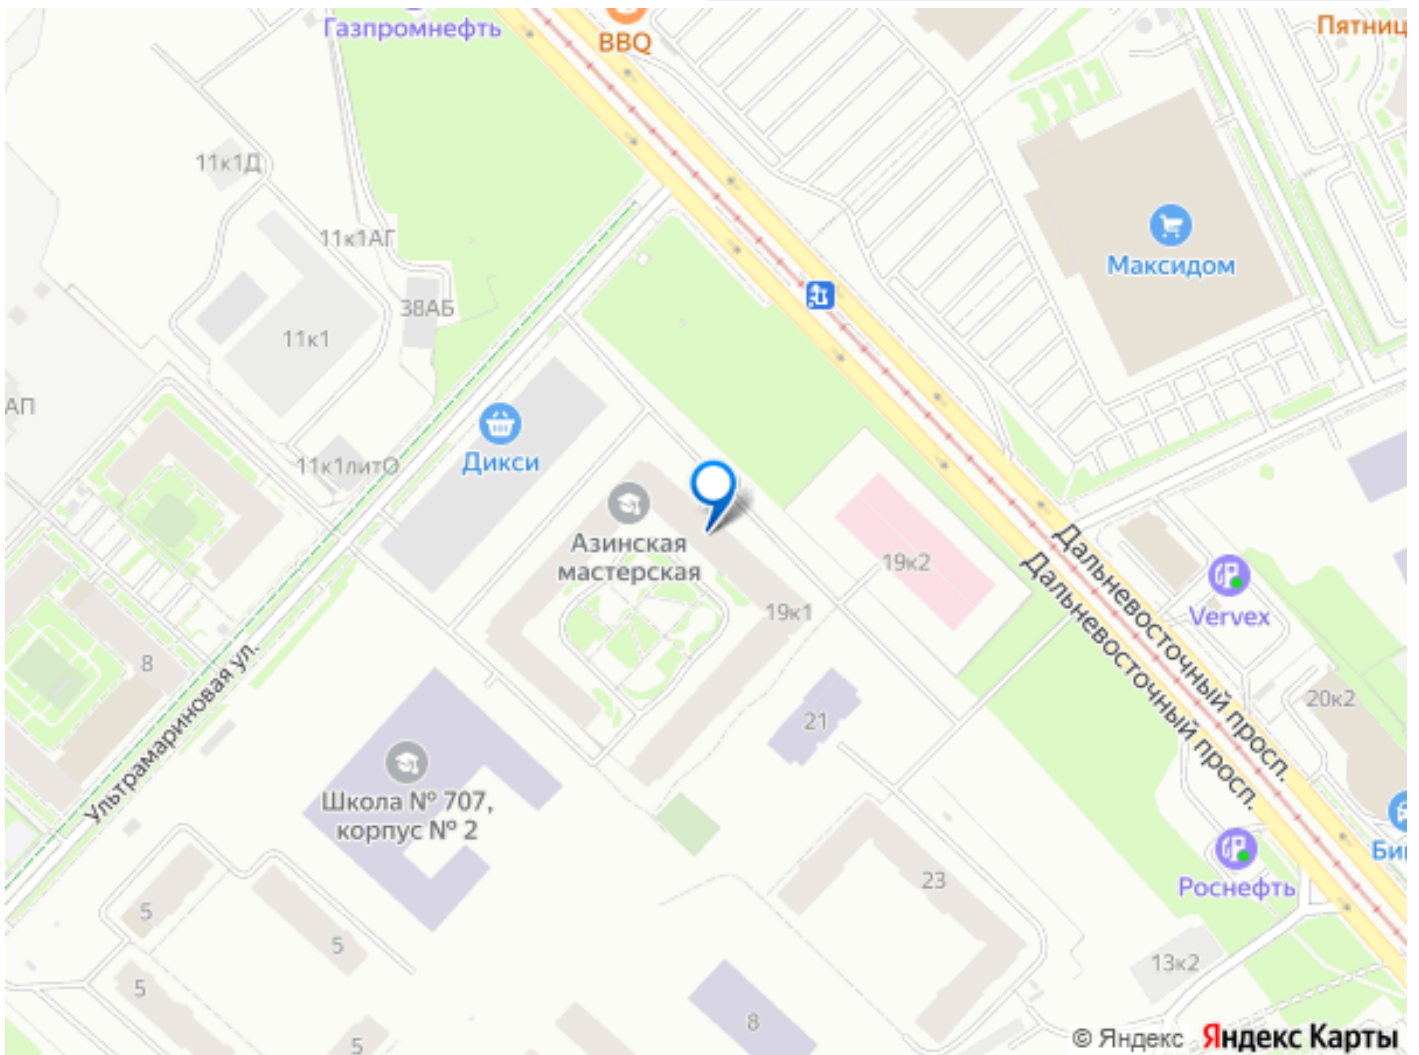 Газпромнефть
BBQ
Пятниц
11к1Д
11к1АГ
Максидом
38АБ
11к1
АП
Дикси
11к1литО
Азинская
мастерская
19к2
Дальневосточный просп.
Дальневосточный просп.
Vervex
19к1
8
Ультрамариновая ул.
21
20к2
Школа № 707,
корпус № 2
Би
Роснефть
23
5
5
13к2
5
8
5
© Яндекс Яндекс Карты